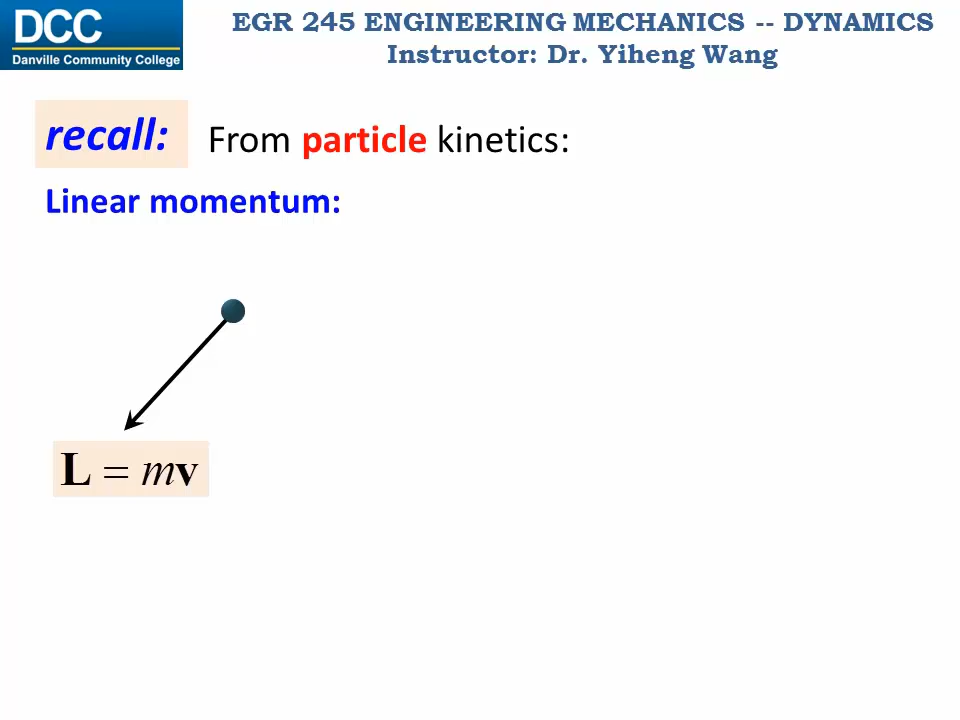 DCC
Danville Community College
EGR 245 ENGINEERING MECHANICS -- DYNAMICS
Instructor: Dr. Yiheng Wang
recall: From particle kinetics:
Linear momentum:
L = mv